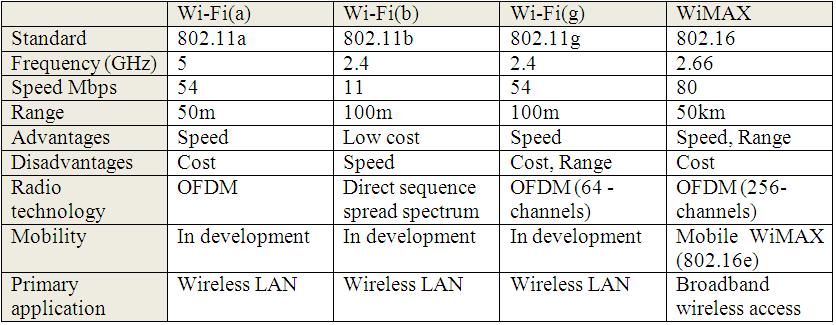 Wi-Fi(a) Wi-Fi(b) Wi-Fi(g) WiMAX
Standard 802.11a 802.11b 802.11g 802.16
Frequency (GHz) 5 2.4 2.4 2.66
Speed Mbps 54 11 54 80
Range 50m 100m 100m 50km
Advantages Speed Low cost Speed Speed, Range
Disadvantages Cost Speed Cost, Range Cost
Radio OFDM Direct sequence OFDM (64 - OFDM (256-
technology spread spectrum channels) channels)
Mobility In development In development In development Mobile WiMAX
(802.16e)
Primary Wireless LAN Wireless LAN Wireless LAN Broadband
application wireless access